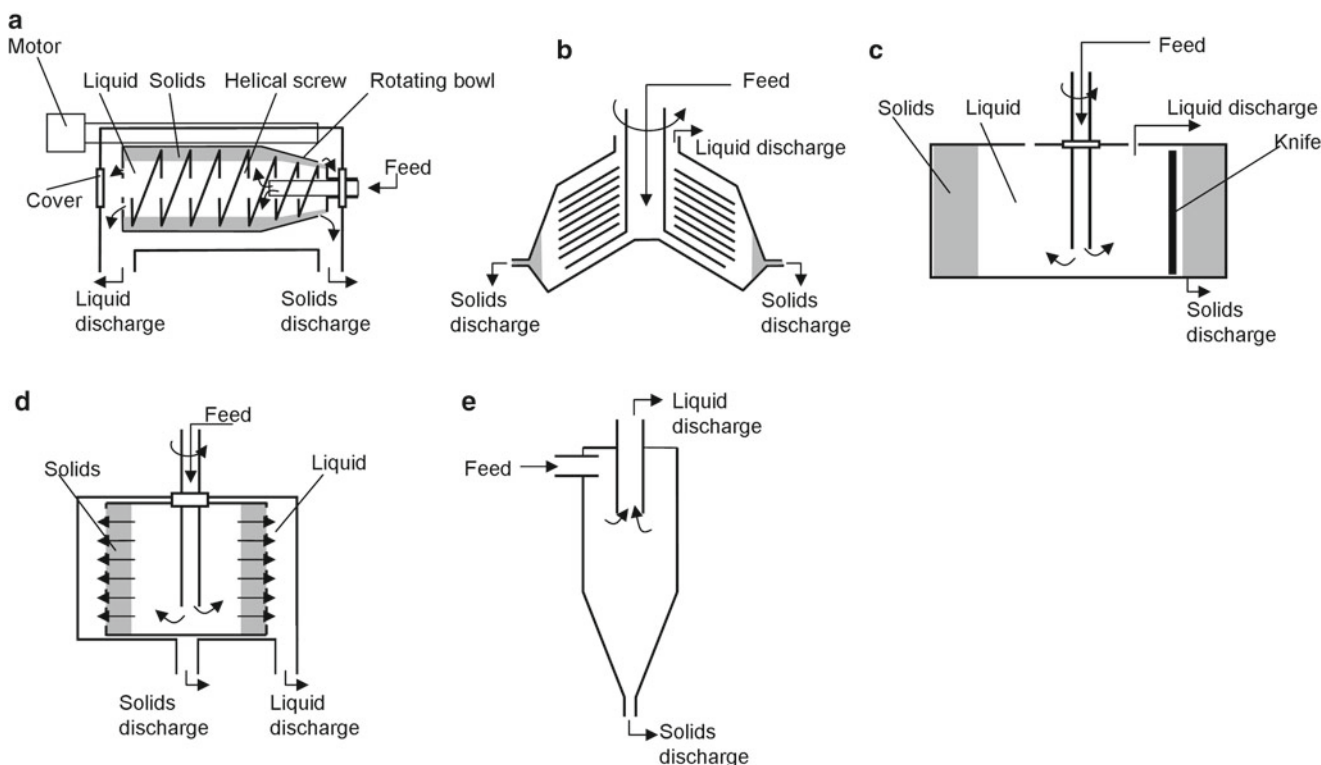 a
Motor
Liquid Solids Helical screw Rotating bowl
Feed
Cover
Liquid
discharge
Solids
discharge
b
Feed
Liquid discharge
Solids
discharge
Solids
discharge
c
Feed
Solids
Liquid
Liquid discharge
Knife
Solids
discharge
d
Feed
Solids
Liquid
Solids
discharge
Liquid
discharge
e
Liquid
discharge
Feed
Solids
discharge